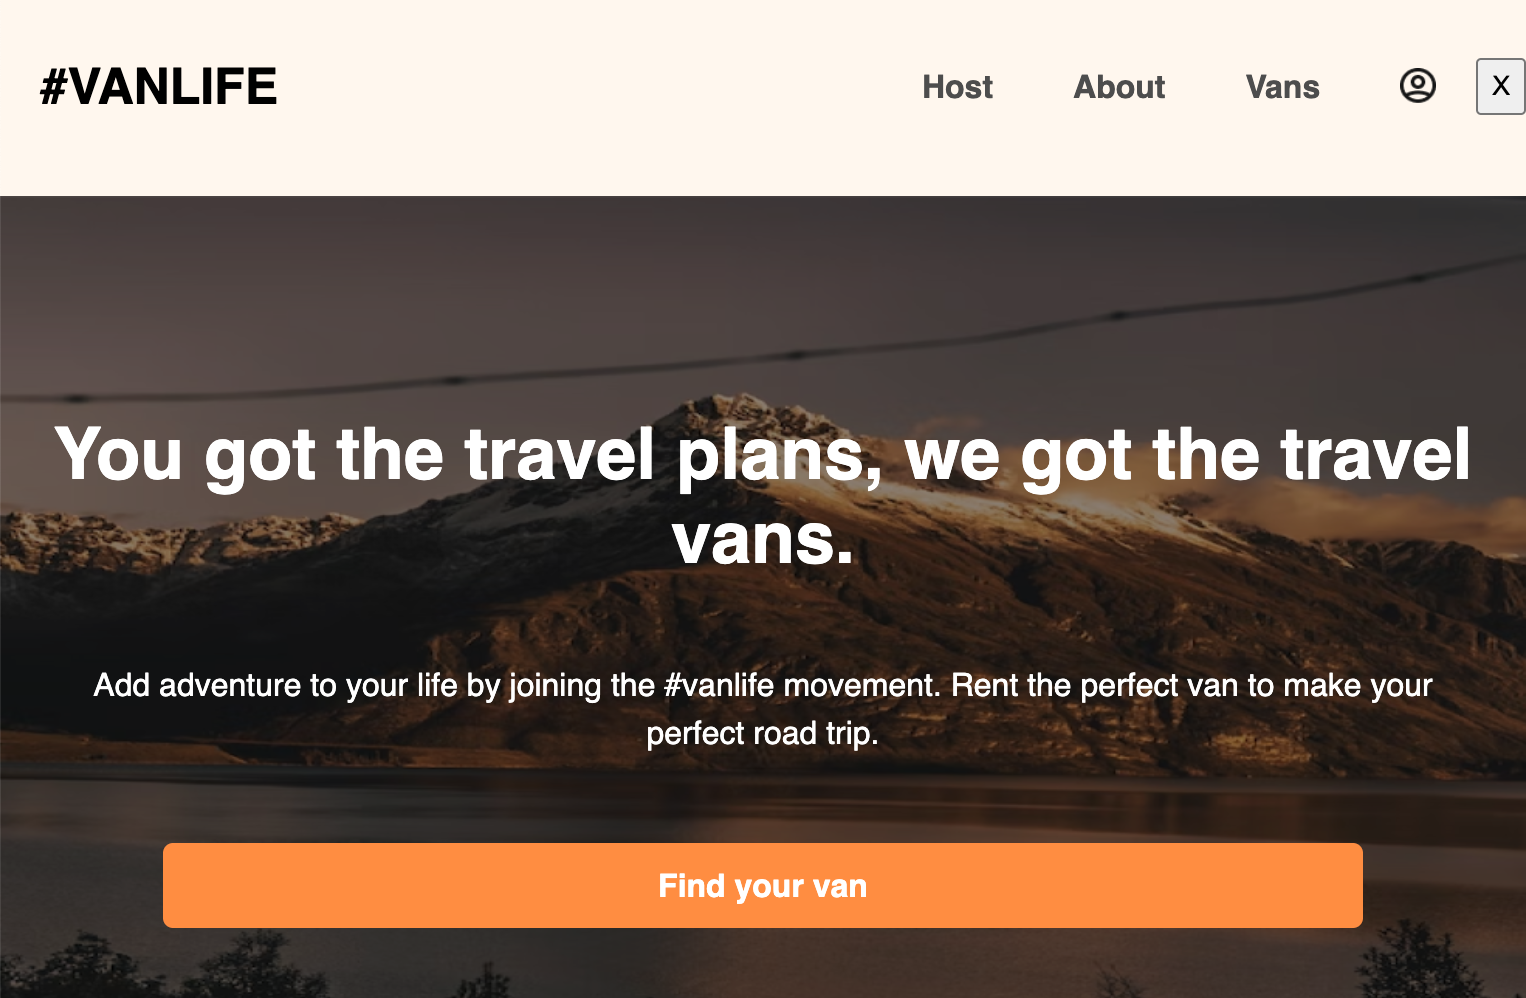 #VANLIFE
Host About Vans X
You got the travel plans, we got the travel
vans.
Add adventure to your life by joining the #vanlife movement. Rent the perfect van to make your
perfect road trip.
Find your van